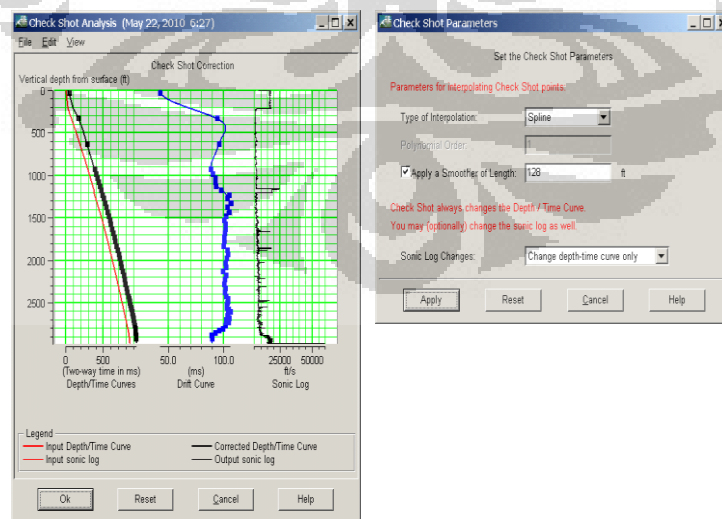 Check Shot Analysis (May 22, 2010 6:27)
File Edit View
Check Shot Correction
Vertical depth from surface (ft)
0
500
1000
1500
2000
2500
0 500 50.0 100.0 25000 50000
(Two-way time in ms) (ms) ft/s
Depth/Time Curves Drift Curve Sonic Log
Legend
Input Depth/Time Curve Corrected Depth/Time Curve
Input sonic log Output sonic log
Ok Reset Cancel Help
Check Shot Parameters
Set the Check Shot Parameters
Parameters for Interpolating Check Shot points:
Type of Interpolation: Spline
Polynomial Order: 1
Apply a Smoother of Length: 128 ft
Check Shot always changes the Depth / Time Curve.
You may (optionally) change the sonic log as well.
Sonic Log Changes: Change depth-time curve only
Apply Reset Cancel Help